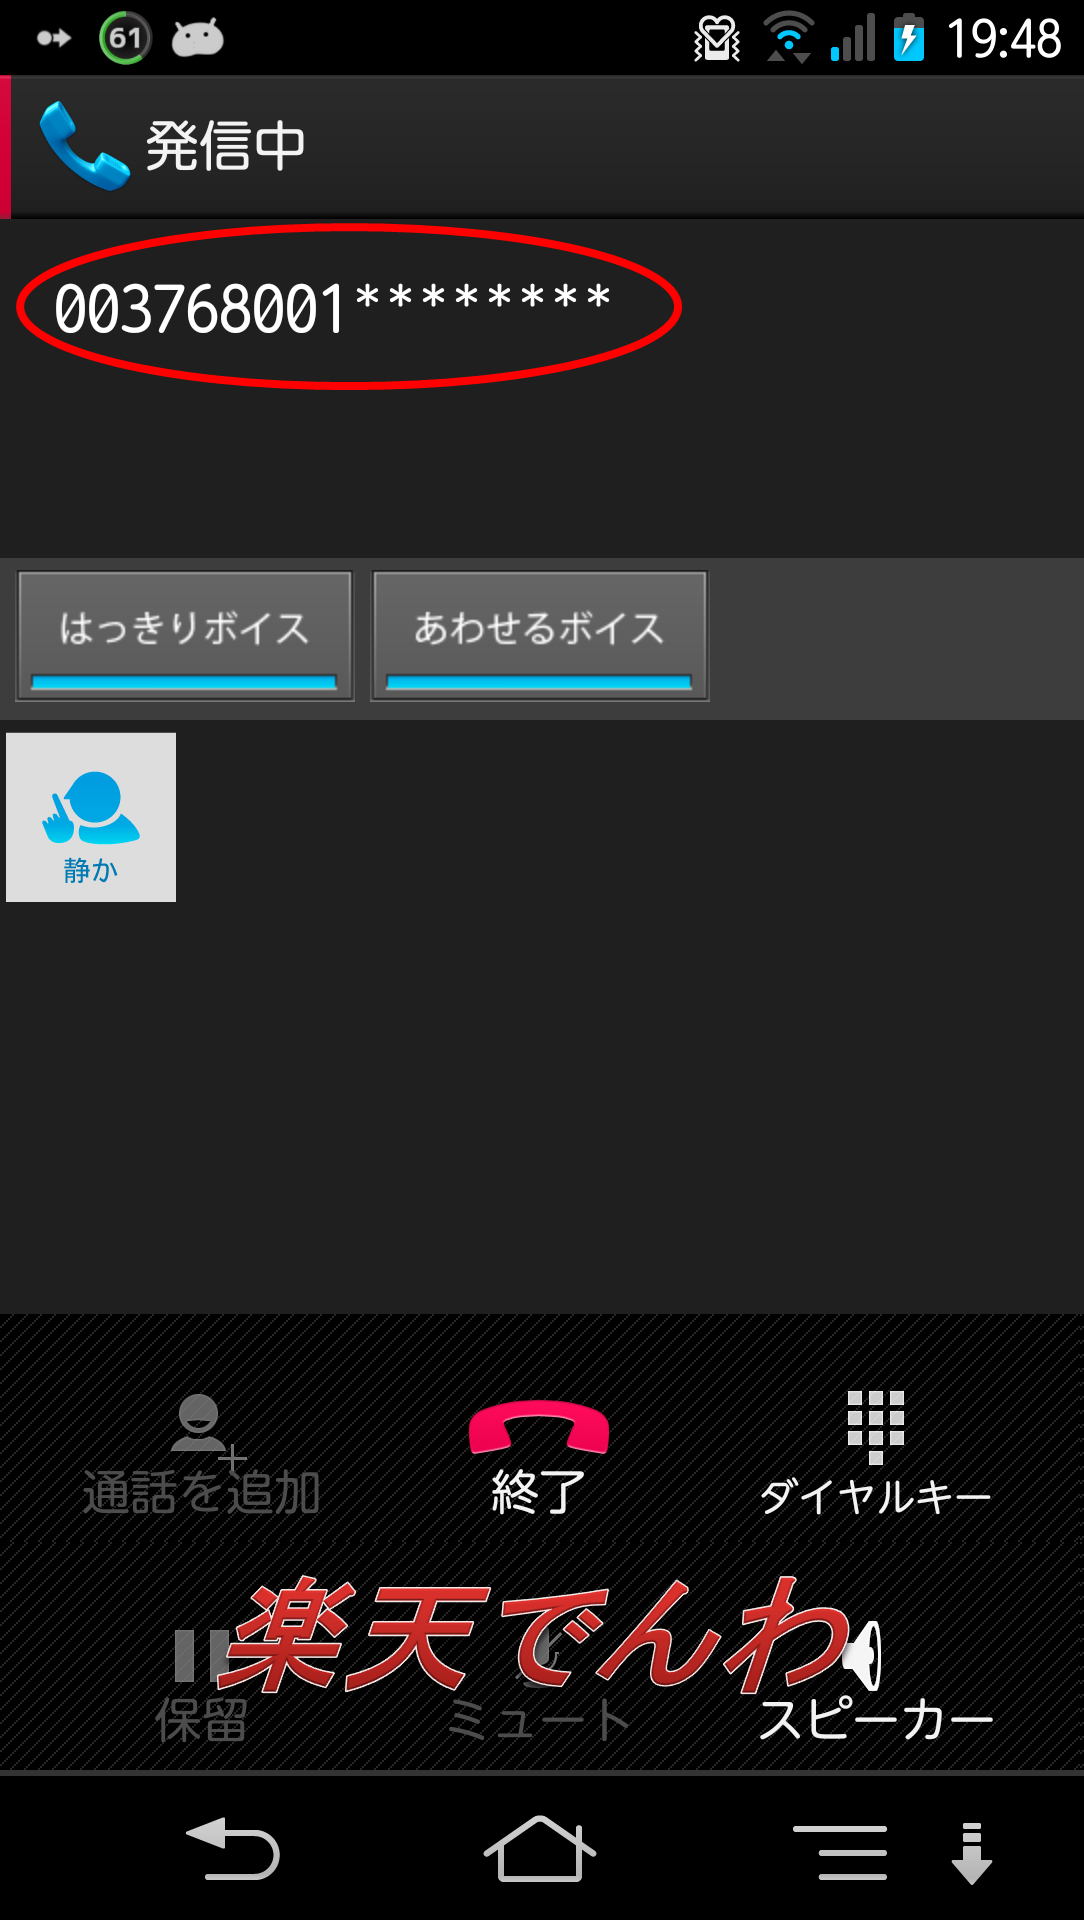 61
19:48
発信中
003768001********
はっきりボイス
あわせるボイス
静か
通話を追加
終了
ダイヤルキー
楽天でんわ
保留
ミュート
スピーカー